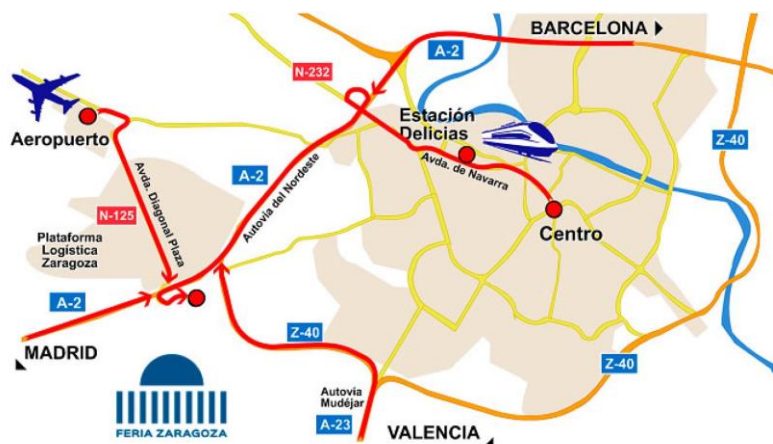 BARCELONA
A-2
N-232
Aeropuerto
Estación
Delicias
Z-40
Avda. de Navarra
A-2
Autovía del Nordeste
Avda. Diagonal Plaza
N-125
Centro
Plataforma
Logística
Zaragoza
A-2
MADRID
Z-40
Z-40
Autovia
Mudéjar
A-23
VALENCIA
FERIA ZARAGOZA